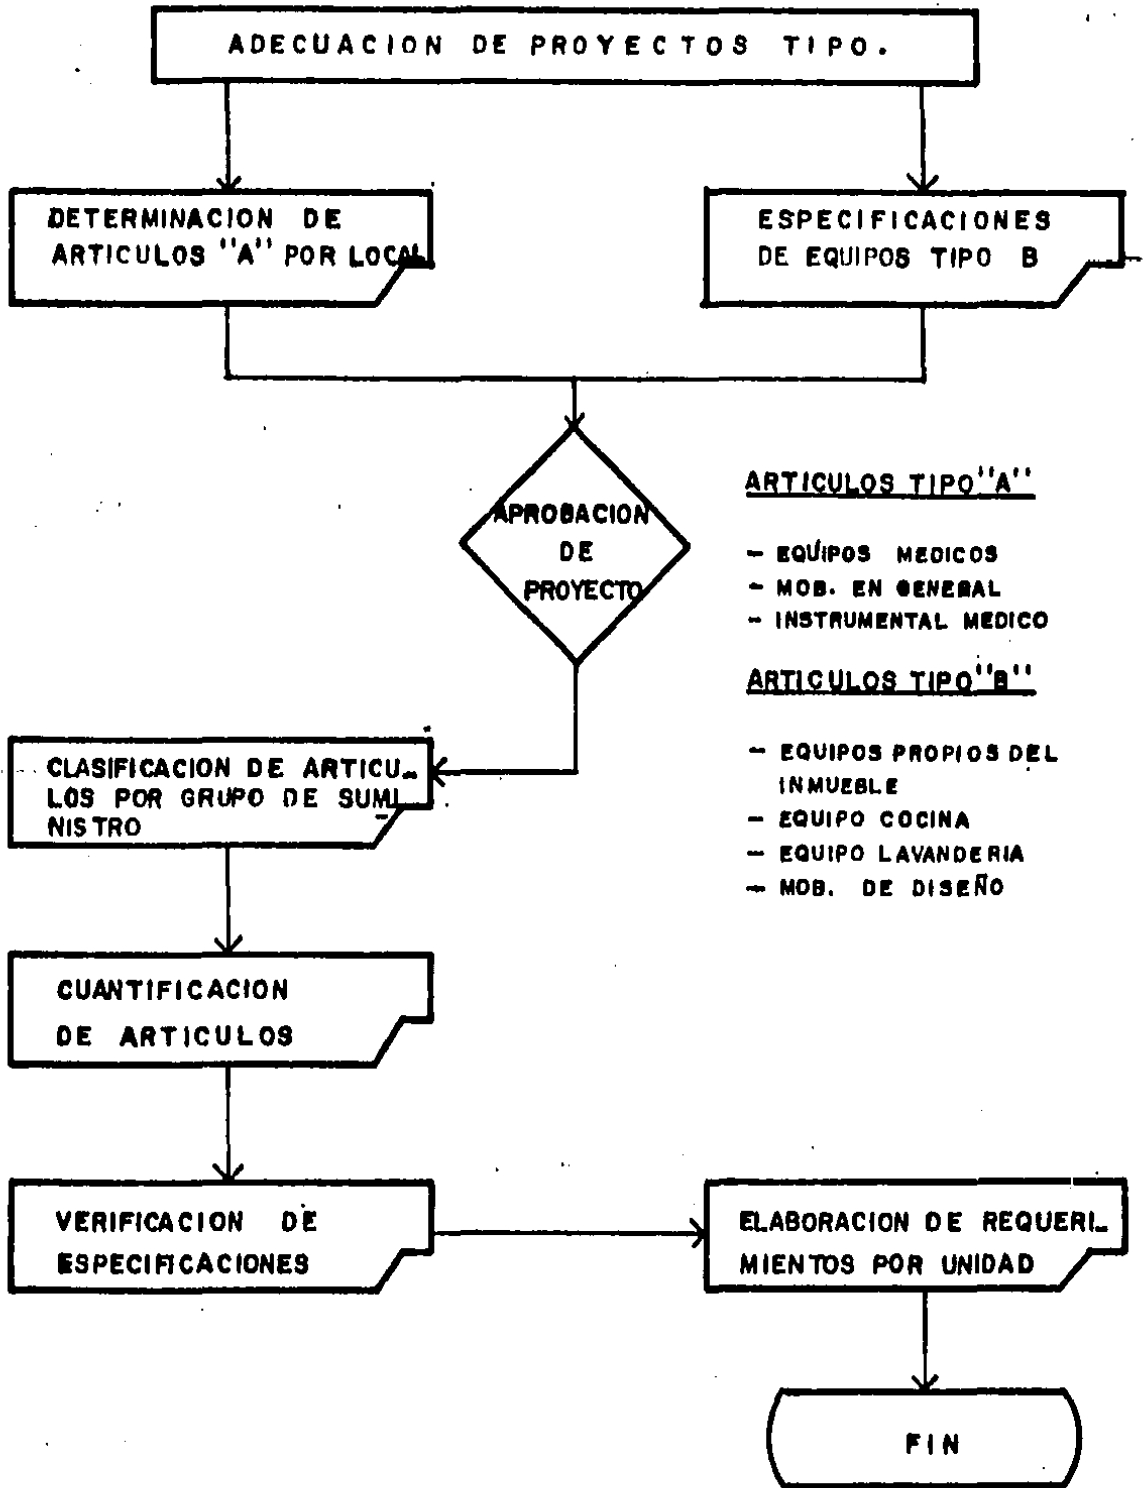 ADECUACION DE PROYECTOS TIPO.
DETERMINACION DE
ARTICULOS "A" POR LOCAL
ESPECIFICACIONES
DE EQUIPOS TIPO B
APROBACION
DE
PROYECTO
ARTICULOS TIPO "A"
- EQUIPOS MEDICOS
- MOB. EN GENERAL
- INSTRUMENTAL MEDICO
ARTICULOS TIPO "B"
- EQUIPOS PROPIOS DEL
INMUEBLE
- EQUIPO COCINA
- EQUIPO LAVANDERIA
- MOB. DE DISEÑO
CLASIFICACION DE ARTICU-
LOS POR GRUPO DE SUMI-
NISTRO
CUANTIFICACION
DE ARTICULOS
VERIFICACION DE
ESPECIFICACIONES
ELABORACION DE REQUERI-
MIENTOS POR UNIDAD
FIN